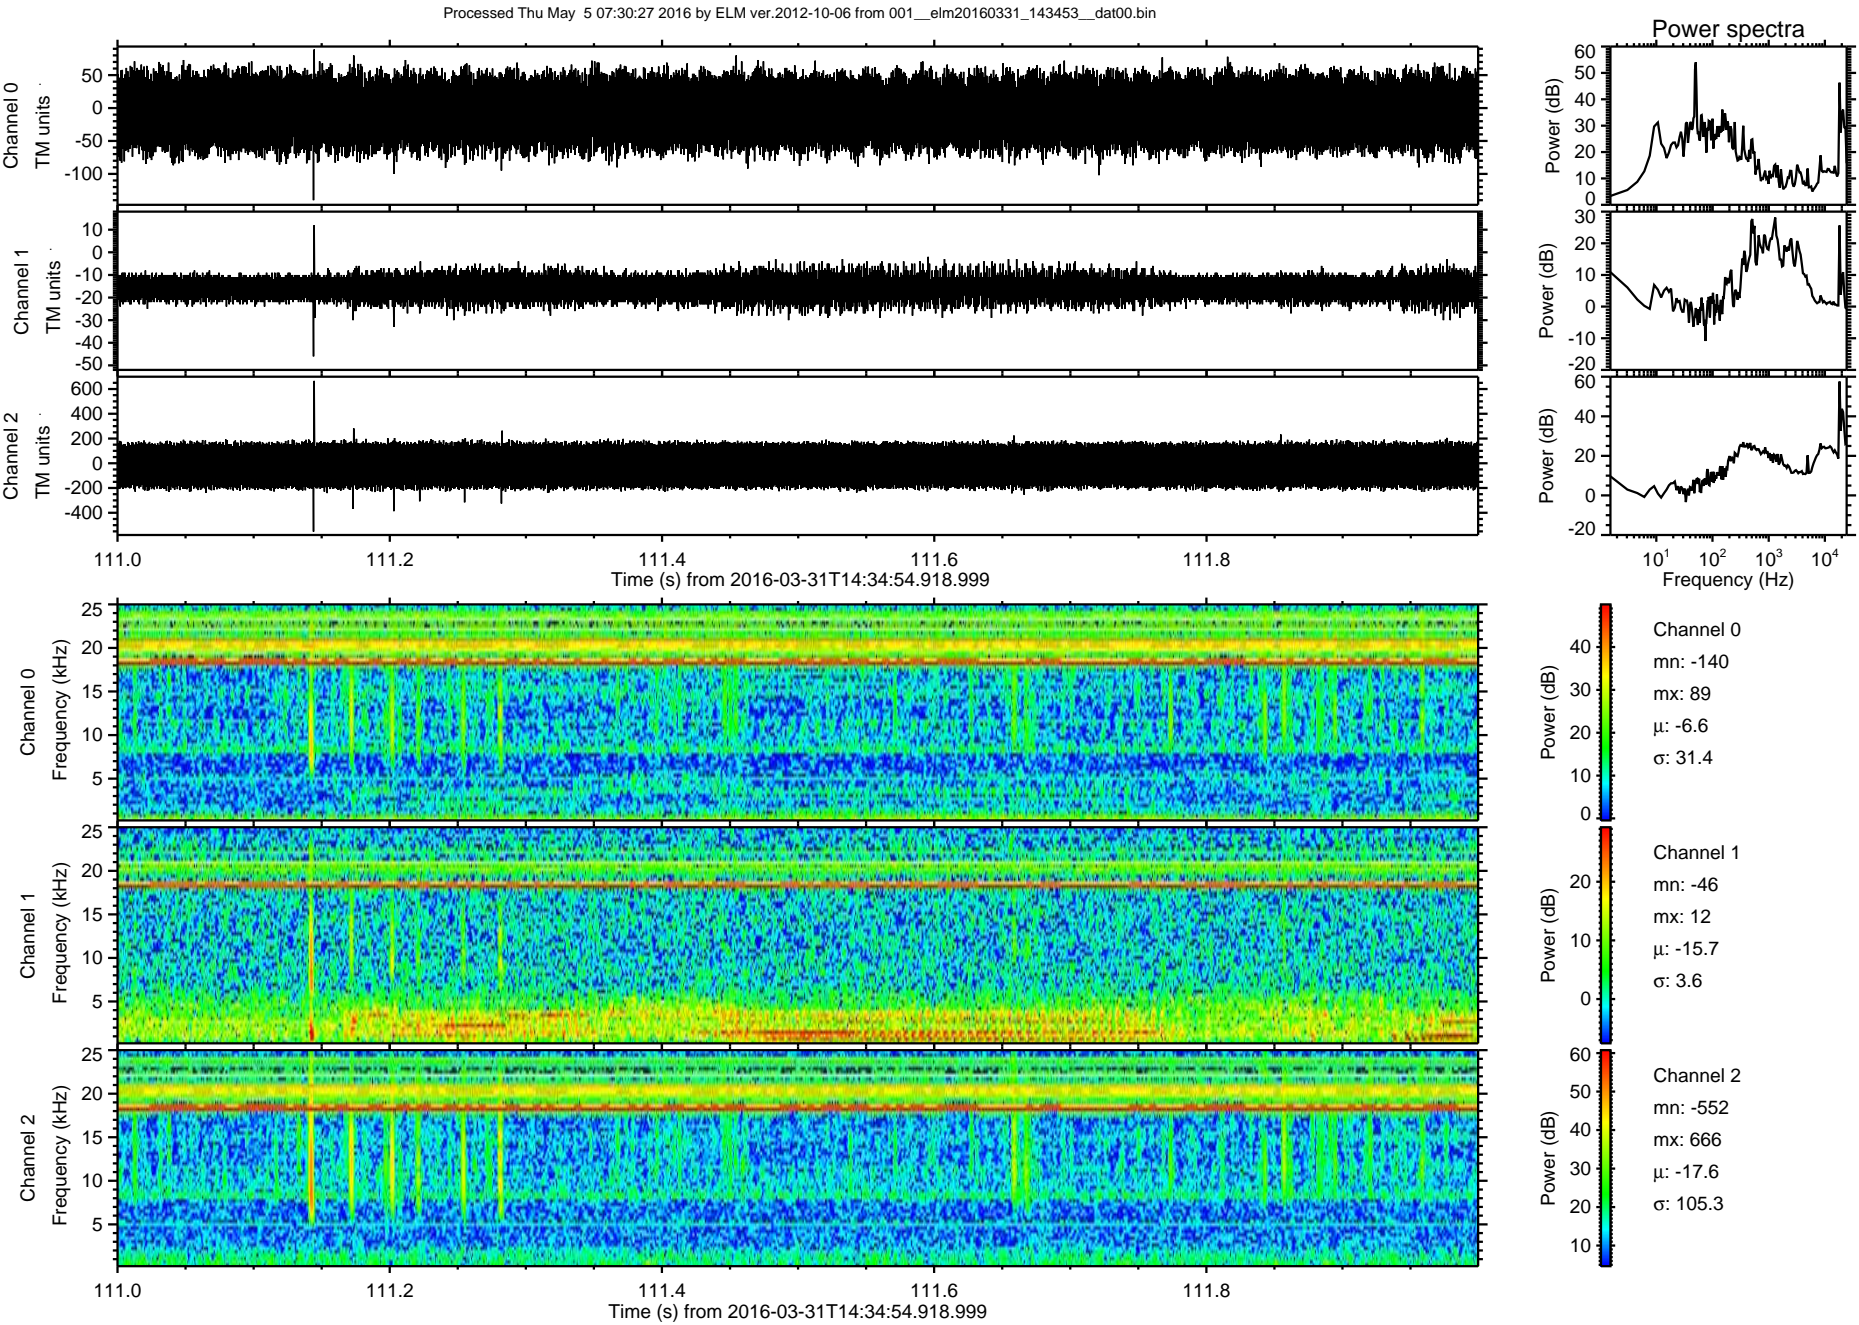 Processed Thu May  5 07:30:27 2016 by ELM ver.2012-10-06 from 001__elm20160331_143453__dat00.bin
Power spectra
Channel 0
TM units
50
0
-50
-100
Power (dB)
60
50
40
30
20
10
0
Channel 1
TM units
10
0
-10
-20
-30
-40
-50
Power (dB)
30
20
10
0
-10
-20
Channel 2
TM units
600
400
200
0
-200
-400
Power (dB)
60
40
20
0
-20
111.0 111.2 111.4 111.6 111.8
Time (s) from 2016-03-31T14:34:54.918.999
10¹ 10² 10³ 10⁴
Frequency (Hz)
Channel 0
Frequency (kHz)
25
20
15
10
5
Power (dB)
40
30
20
10
0
Channel 0
mn: -140
mx: 89
μ: -6.6
σ: 31.4
Channel 1
Frequency (kHz)
25
20
15
10
5
Power (dB)
20
10
0
Channel 1
mn: -46
mx: 12
μ: -15.7
σ: 3.6
Channel 2
Frequency (kHz)
25
20
15
10
5
Power (dB)
60
50
40
30
20
10
Channel 2
mn: -552
mx: 666
μ: -17.6
σ: 105.3
111.0 111.2 111.4 111.6 111.8
Time (s) from 2016-03-31T14:34:54.918.999